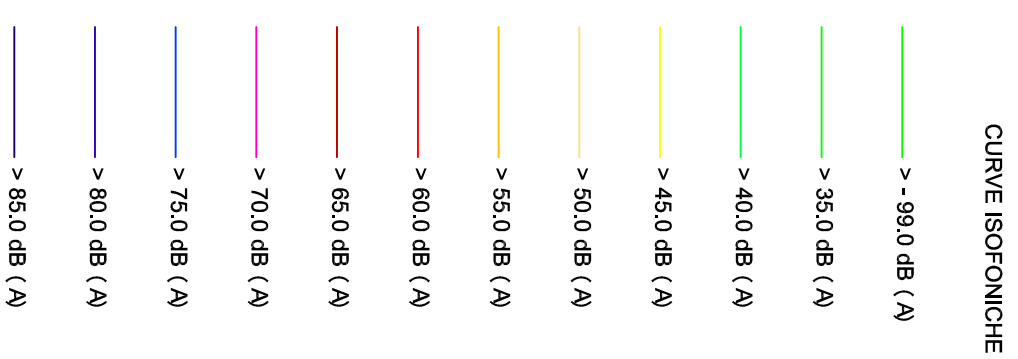 CURVE ISOFONICHE
> - 99.0 dB ( A)
> 35.0 dB ( A)
> 40.0 dB ( A)
> 45.0 dB ( A)
> 50.0 dB ( A)
> 55.0 dB ( A)
> 60.0 dB ( A)
> 65.0 dB ( A)
> 70.0 dB ( A)
> 75.0 dB ( A)
> 80.0 dB ( A)
> 85.0 dB ( A)